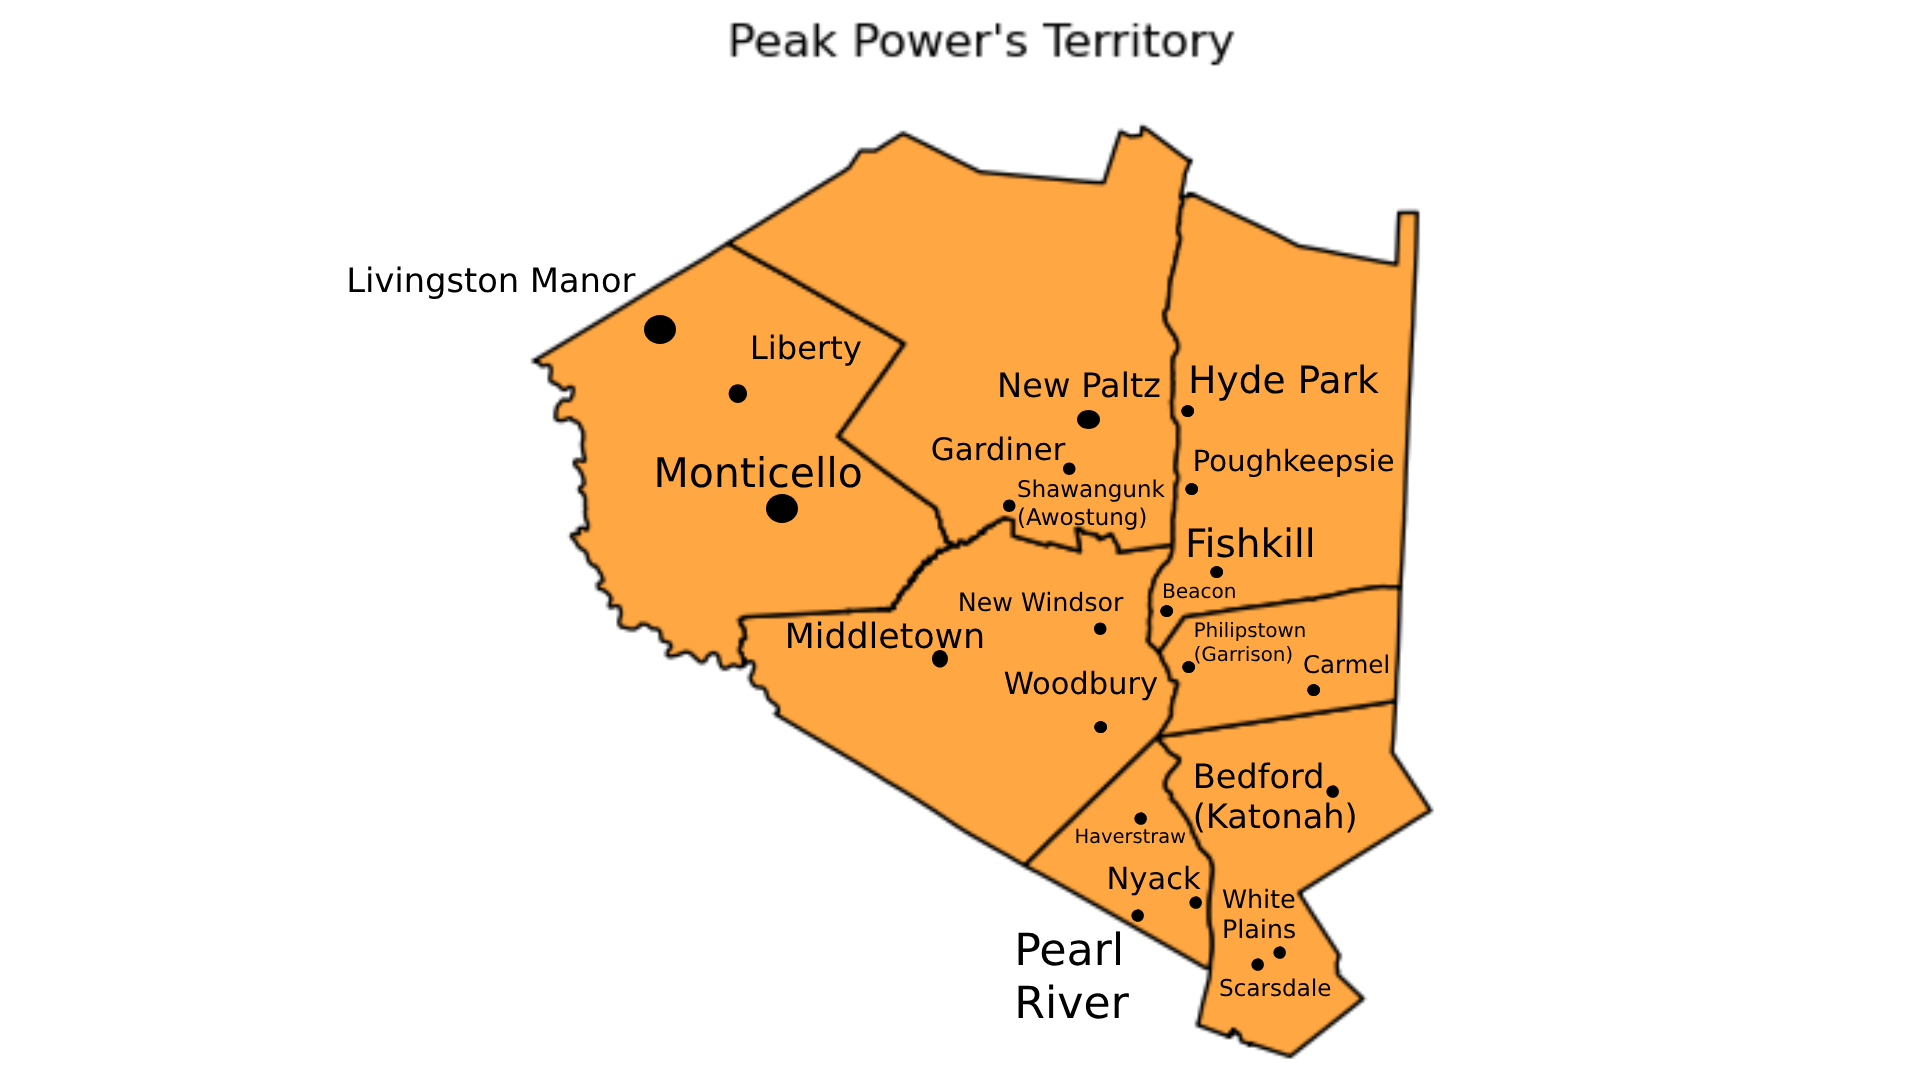 Peak Power's Territory
Livingston Manor
Liberty
New Paltz
Hyde Park
Gardiner
Poughkeepsie
Monticello
Shawangunk
(Awostung)
Fishkill
Beacon
New Windsor
Middletown
Philipstown
(Garrison)
Carmel
Woodbury
Bedford
(Katonah)
Haverstraw
Nyack
White
Plains
Pearl
River
Scarsdale